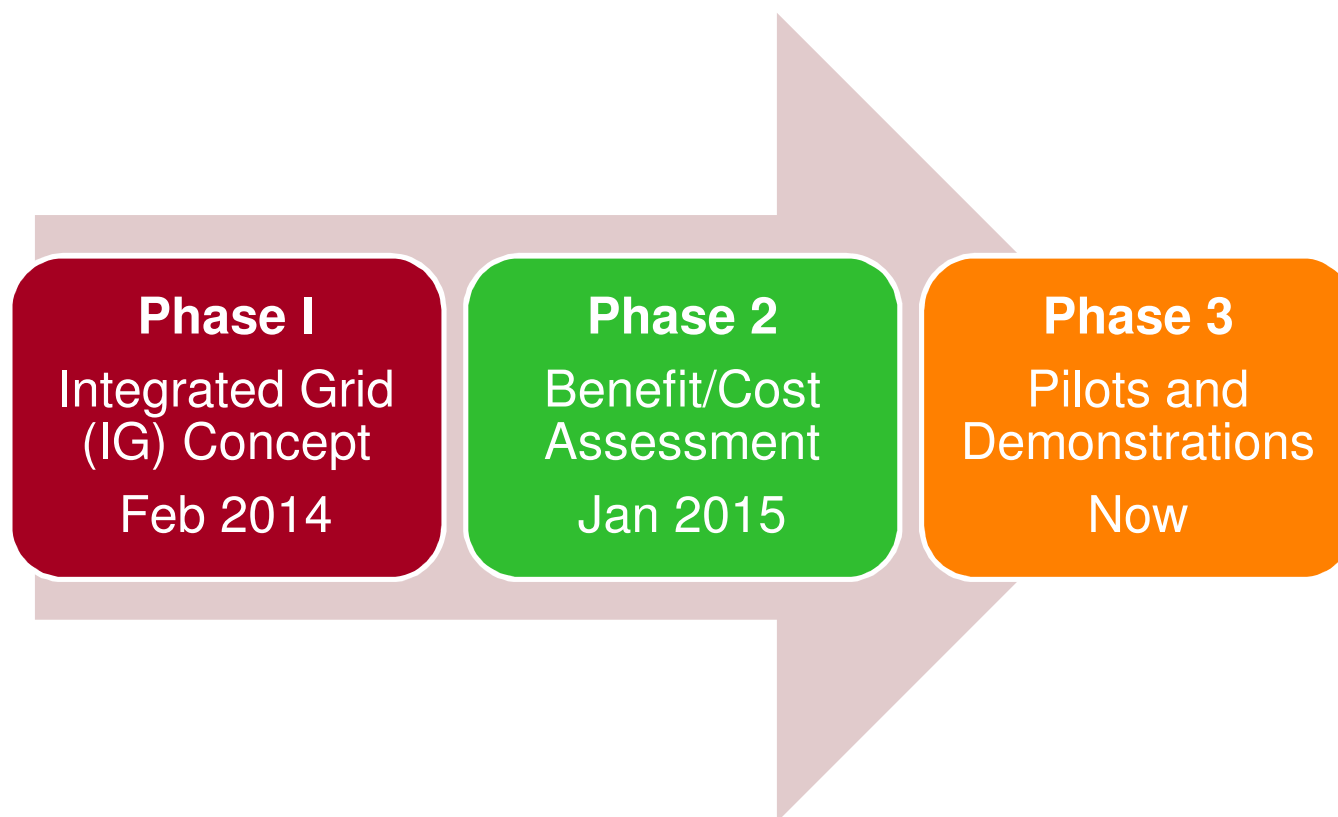 Phase I
Integrated Grid
(IG) Concept
Feb 2014
Phase 2
Benefit/Cost
Assessment
Jan 2015
Phase 3
Pilots and
Demonstrations
Now